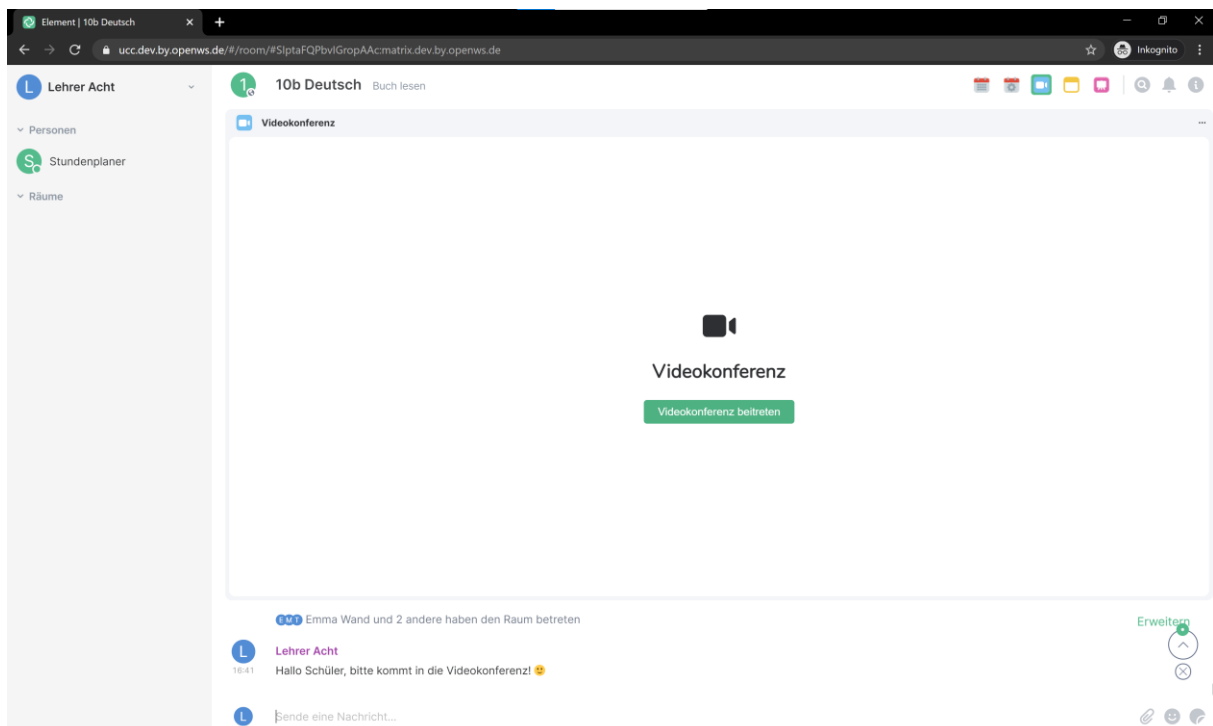 Element | 10b Deutsch
Inkognito
ucc.dev.by.openws.de/#/room/#SIptaFQPbvIGropAAc:matrix.dev.by.openws.de
L Lehrer Acht
1 10b Deutsch Buch lesen
Videokonferenz
Personen
S Stundenplaner
Räume
Videokonferenz
Videokonferenz beitreten
E M T Emma Wand und 2 andere haben den Raum betreten
Erweitern
L Lehrer Acht
16:41 Hallo Schüler, bitte kommt in die Videokonferenz! 🙂
L Sende eine Nachricht...